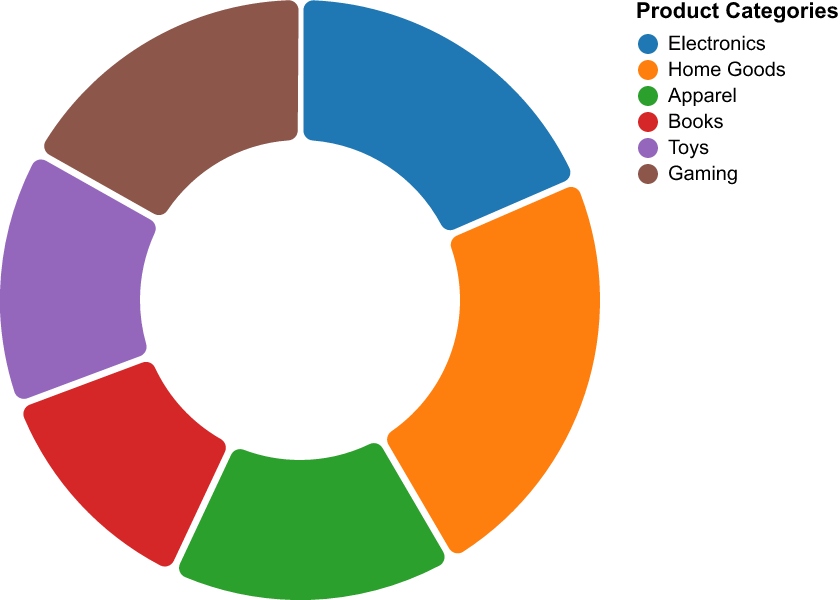 Product Categories
Electronics
Home Goods
Apparel
Books
Toys
Gaming